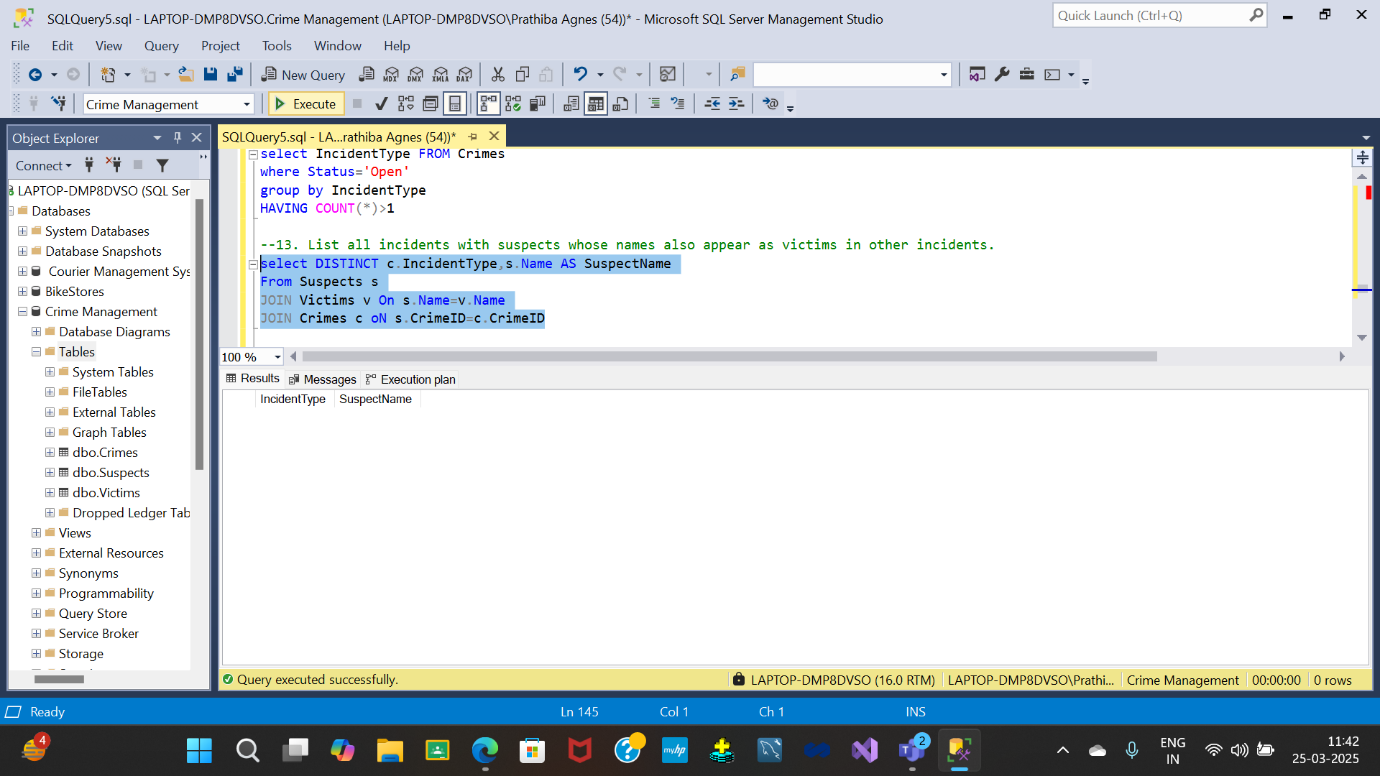 SQLQuery5.sql - LAPTOP-DMP8DVSO.Crime Management (LAPTOP-DMP8DVSO\Prathiba Agnes (54))* - Microsoft SQL Server Management Studio
Quick Launch (Ctrl+Q)
File Edit View Query Project Tools Window Help
New Query
MDX DMX XMLA DAX
Crime Management
Execute
Object Explorer
SQLQuery5.sql - LA...rathiba Agnes (54))*
Connect
LAPTOP-DMP8DVSO (SQL Ser
Databases
System Databases
Database Snapshots
Courier Management Sys
BikeStores
Crime Management
Database Diagrams
Tables
System Tables
FileTables
External Tables
Graph Tables
dbo.Crimes
dbo.Suspects
dbo.Victims
Dropped Ledger Tab
Views
External Resources
Synonyms
Programmability
Query Store
Service Broker
Storage
select IncidentType FROM Crimes
where Status='Open'
group by IncidentType
HAVING COUNT(*)>1
--13. List all incidents with suspects whose names also appear as victims in other incidents.
select DISTINCT c.IncidentType,s.Name AS SuspectName
From Suspects s
JOIN Victims v On s.Name=v.Name
JOIN Crimes c oN s.CrimeID=c.CrimeID
100 %
Results Messages Execution plan
IncidentType SuspectName
Query executed successfully.
LAPTOP-DMP8DVSO (16.0 RTM) LAPTOP-DMP8DVSO\Prathi... Crime Management 00:00:00 0 rows
Ready Ln 145 Col 1 Ch 1 INS
4
myhp
2
ENG
IN
11:42
25-03-2025